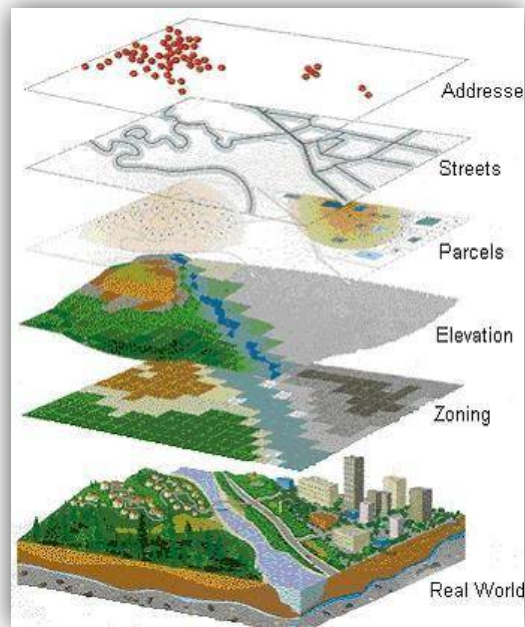 Addresse
Streets
Parcels
Elevation
Zoning
Real World